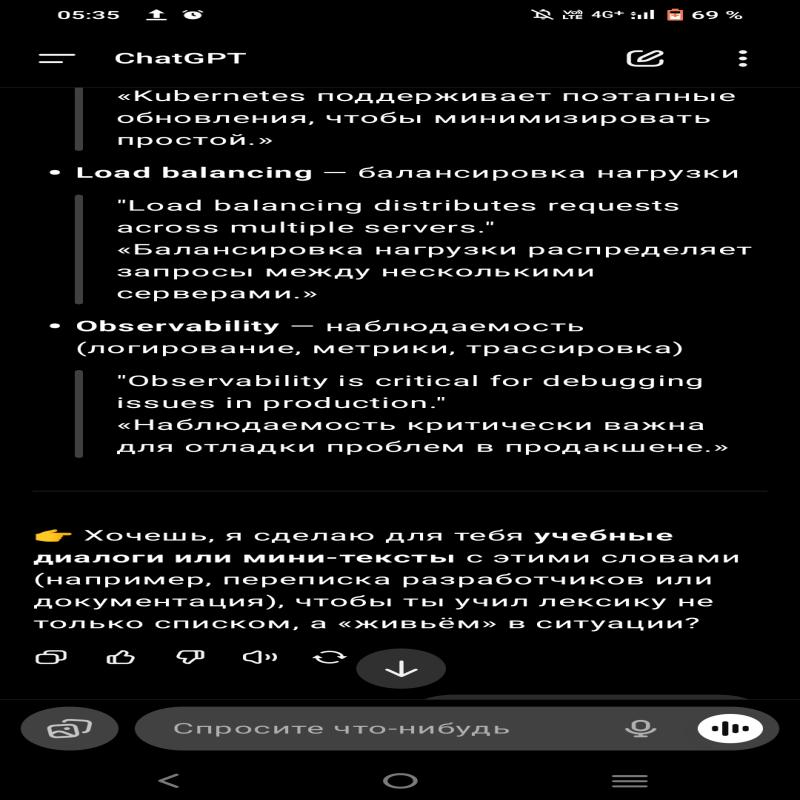 05:35 Vo) LTE 4G+ 69 %
ChatGPT
«Kubernetes поддерживает поэтапные
обновления, чтобы минимизировать
простой.»
• Load balancing — балансировка нагрузки
"Load balancing distributes requests
across multiple servers."
«Балансировка нагрузки распределяет
запросы между несколькими
серверами.»
• Observability — наблюдаемость
(логирование, метрики, трассировка)
"Observability is critical for debugging
issues in production."
«Наблюдаемость критически важна
для отладки проблем в продакшене.»
👉 Хочешь, я сделаю для тебя учебные
диалоги или мини-тексты с этими словами
(например, переписка разработчиков или
документация), чтобы ты учил лексику не
только списком, а «живьём» в ситуации?
Спросите что-нибудь